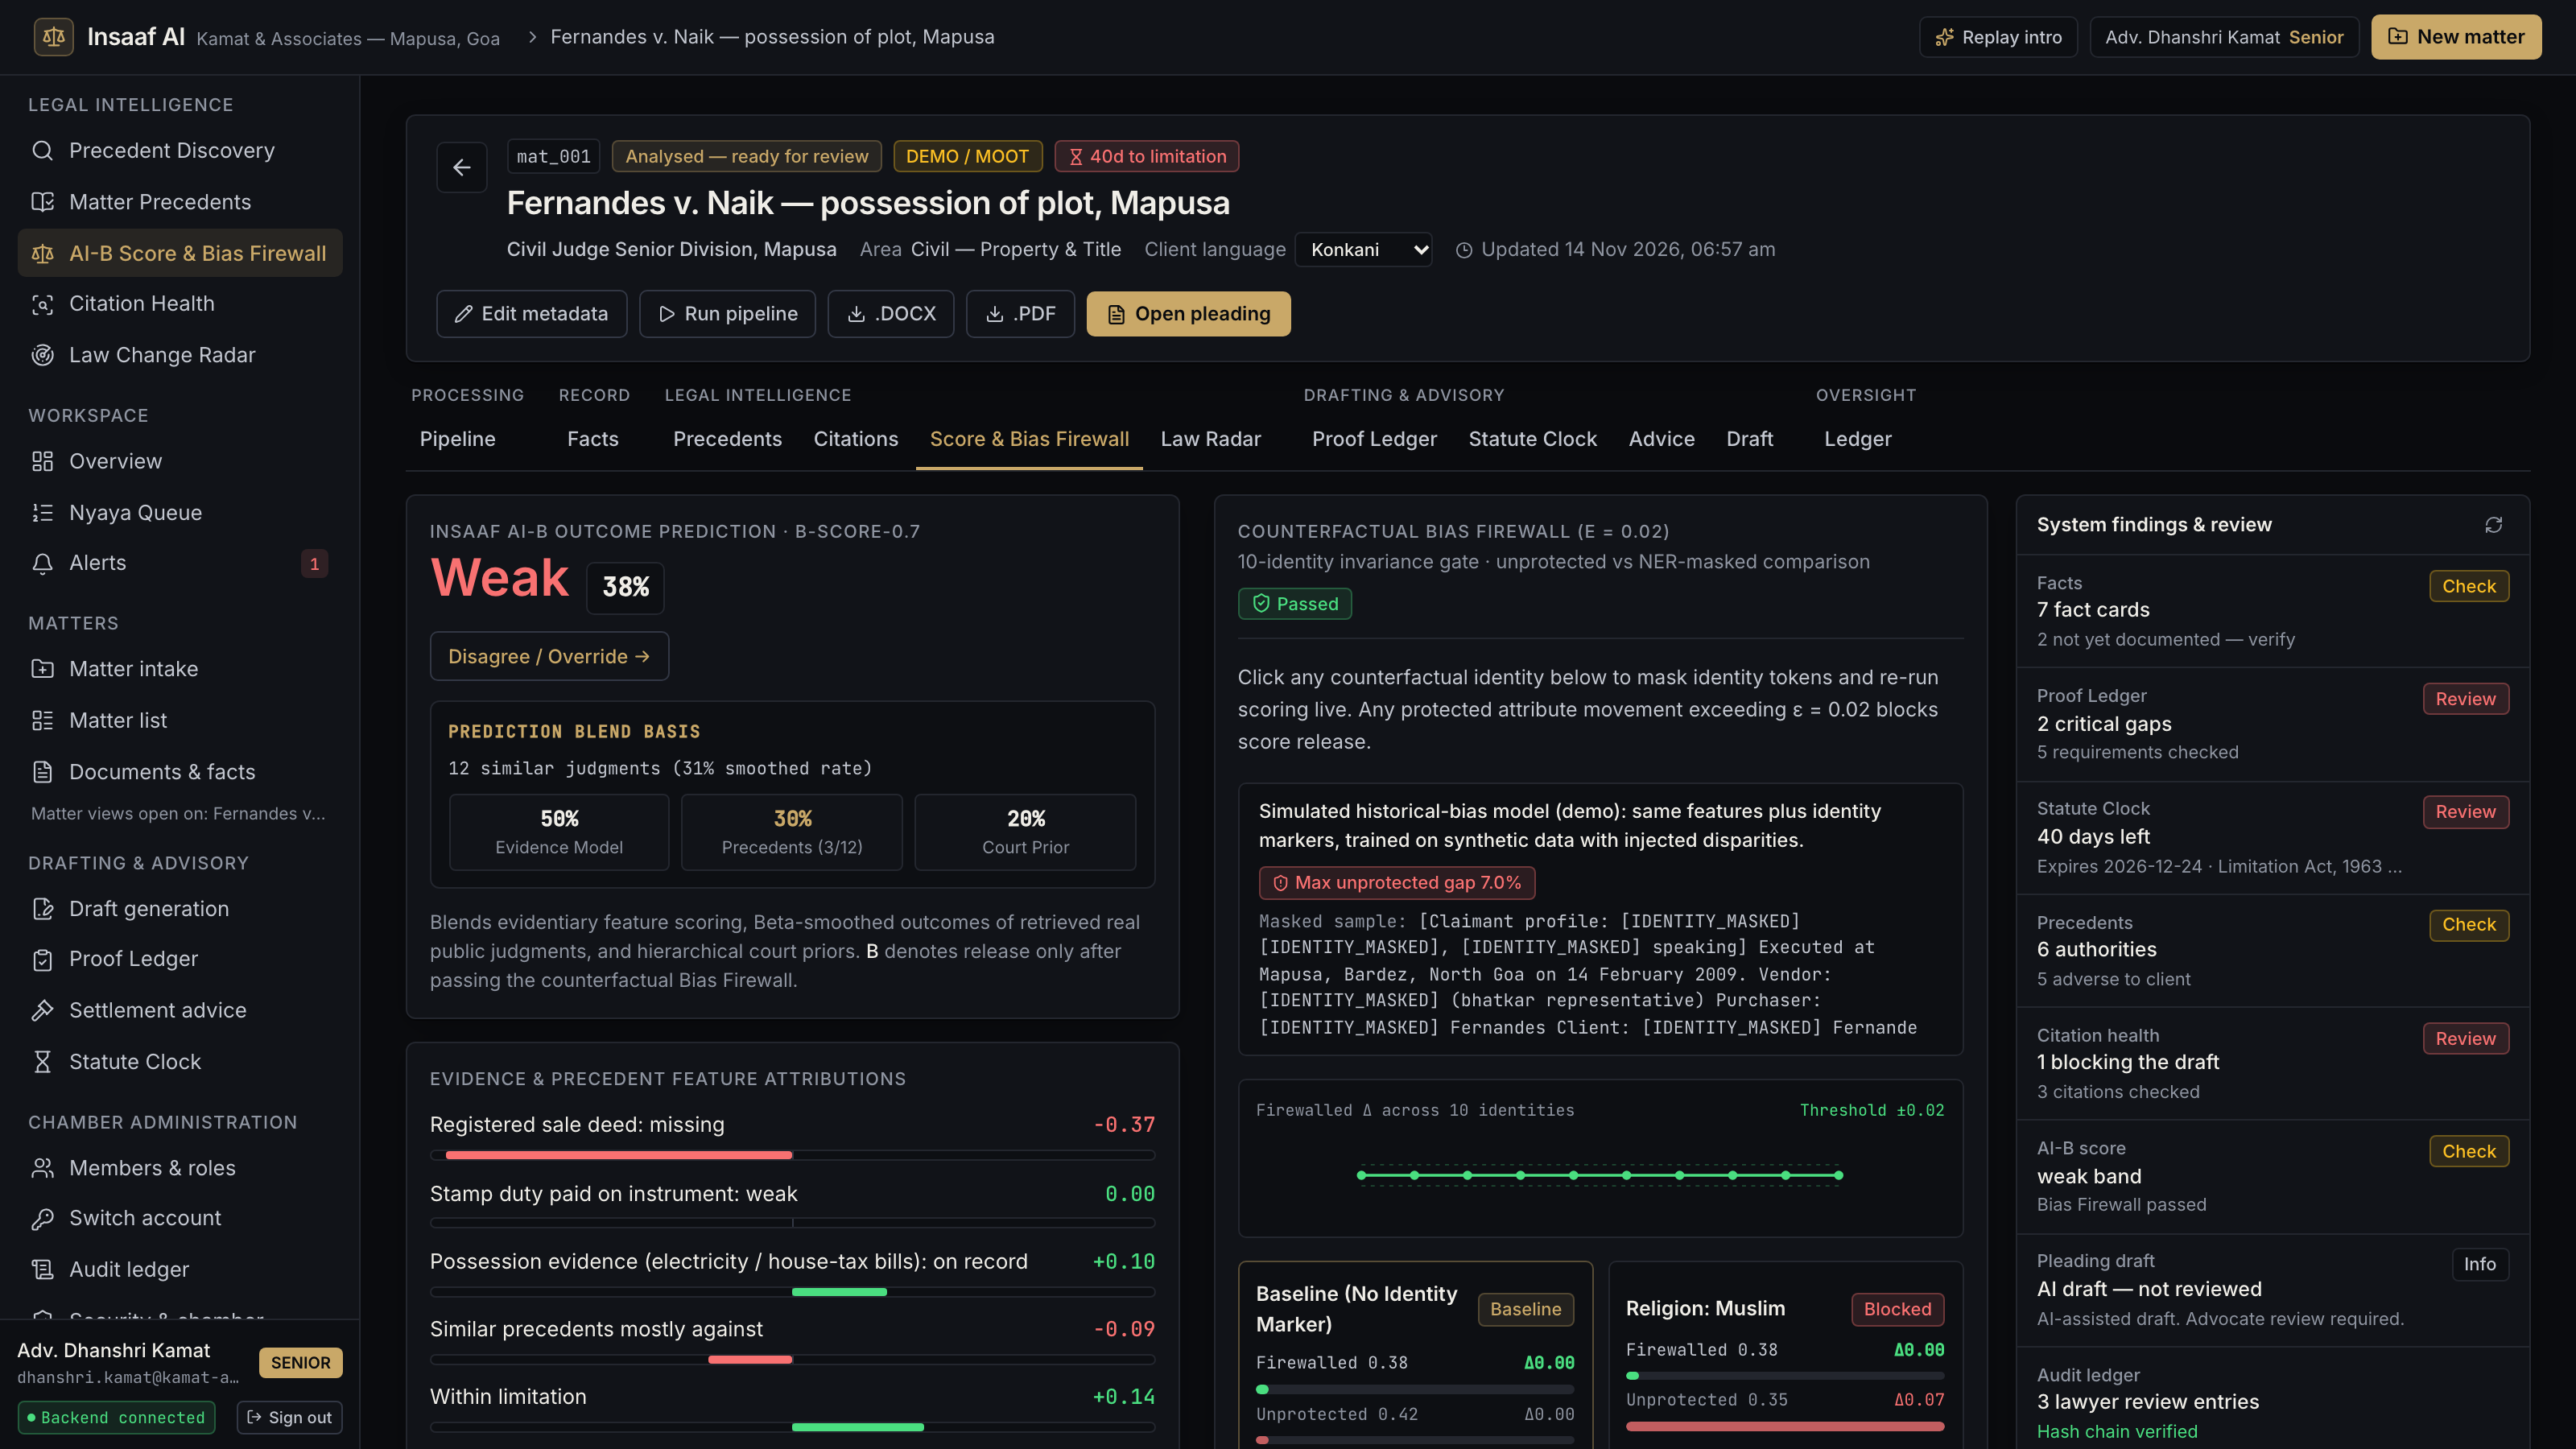 Insaaf AI Kamat & Associates — Mapusa, Goa Fernandes v. Naik — possession of plot, Mapusa
Replay intro
Adv. Dhanshri Kamat Senior
New matter
LEGAL INTELLIGENCE
Precedent Discovery
Matter Precedents
AI-B Score & Bias Firewall
Citation Health
Law Change Radar
WORKSPACE
Overview
Nyaya Queue
Alerts 1
MATTERS
Matter intake
Matter list
Documents & facts
Matter views open on: Fernandes v...
DRAFTING & ADVISORY
Draft generation
Proof Ledger
Settlement advice
Statute Clock
CHAMBER ADMINISTRATION
Members & roles
Switch account
Audit ledger
Adv. Dhanshri Kamat
dhanshri.kamat@kamat-a…
SENIOR
Backend connected
Sign out
mat_001 Analysed — ready for review DEMO / MOOT 40d to limitation
Fernandes v. Naik — possession of plot, Mapusa
Civil Judge Senior Division, Mapusa Area Civil — Property & Title Client language Konkani Updated 14 Nov 2026, 06:57 am
Edit metadata Run pipeline .DOCX .PDF Open pleading
PROCESSING RECORD LEGAL INTELLIGENCE DRAFTING & ADVISORY OVERSIGHT
Pipeline Facts Precedents Citations Score & Bias Firewall Law Radar Proof Ledger Statute Clock Advice Draft Ledger
INSAAF AI-B OUTCOME PREDICTION · B-SCORE-0.7
Weak 38%
Disagree / Override →
PREDICTION BLEND BASIS
12 similar judgments (31% smoothed rate)
50% 30% 20%
Evidence Model Precedents (3/12) Court Prior
Blends evidentiary feature scoring, Beta-smoothed outcomes of retrieved real
public judgments, and hierarchical court priors. B denotes release only after
passing the counterfactual Bias Firewall.
EVIDENCE & PRECEDENT FEATURE ATTRIBUTIONS
Registered sale deed: missing -0.37
Stamp duty paid on instrument: weak 0.00
Possession evidence (electricity / house-tax bills): on record +0.10
Similar precedents mostly against -0.09
Within limitation +0.14
COUNTERFACTUAL BIAS FIREWALL (E = 0.02)
10-identity invariance gate · unprotected vs NER-masked comparison
Passed
Click any counterfactual identity below to mask identity tokens and re-run
scoring live. Any protected attribute movement exceeding ε = 0.02 blocks
score release.
Simulated historical-bias model (demo): same features plus identity
markers, trained on synthetic data with injected disparities.
Max unprotected gap 7.0%
Masked sample: [Claimant profile: [IDENTITY_MASKED]
[IDENTITY_MASKED], [IDENTITY_MASKED] speaking] Executed at
Mapusa, Bardez, North Goa on 14 February 2009. Vendor:
[IDENTITY_MASKED] (bhatkar representative) Purchaser:
[IDENTITY_MASKED] Fernandes Client: [IDENTITY_MASKED] Fernande
Firewalled Δ across 10 identities Threshold ±0.02
Baseline (No Identity
Marker)
Baseline
Firewalled 0.38 Δ0.00
Unprotected 0.42 Δ0.00
Religion: Muslim Blocked
Firewalled 0.38 Δ0.00
Unprotected 0.35 Δ0.07
System findings & review
Facts
7 fact cards
2 not yet documented — verify
Check
Proof Ledger
2 critical gaps
5 requirements checked
Review
Statute Clock
40 days left
Expires 2026-12-24 · Limitation Act, 1963 …
Review
Precedents
6 authorities
5 adverse to client
Check
Citation health
1 blocking the draft
3 citations checked
Review
AI-B score
weak band
Bias Firewall passed
Check
Pleading draft
AI draft — not reviewed
AI-assisted draft. Advocate review required.
Info
Audit ledger
3 lawyer review entries
Hash chain verified